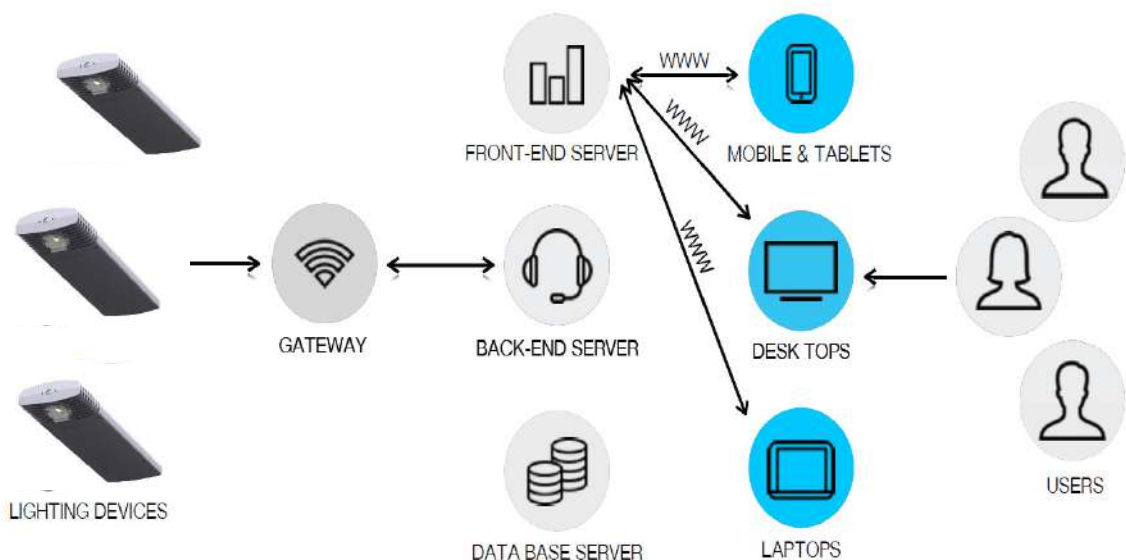 WWW
FRONT-END SERVER
MOBILE & TABLETS
WWW
WWW
GATEWAY
BACK-END SERVER
DESK TOPS
LIGHTING DEVICES
DATA BASE SERVER
LAPTOPS
USERS